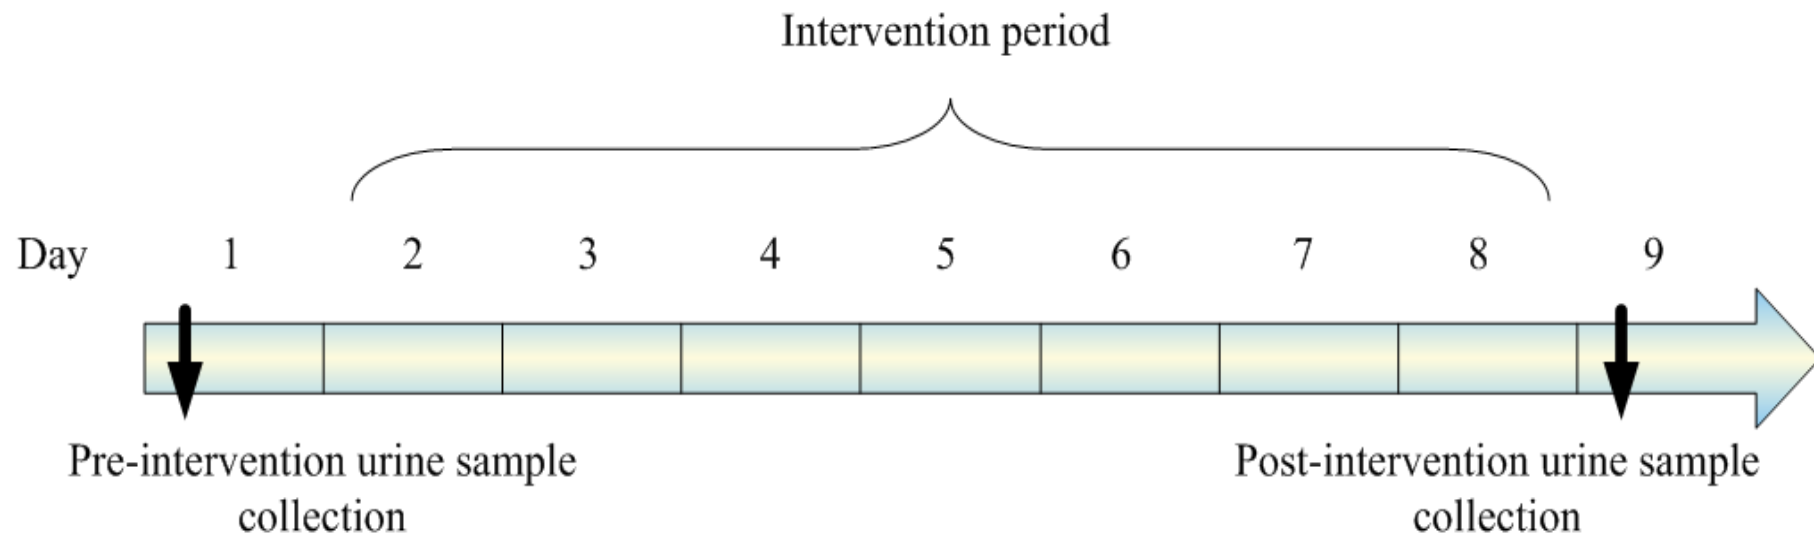 Intervention period
Day 1 2 3 4 5 6 7 8 9
Pre-intervention urine sample
collection
Post-intervention urine sample
collection